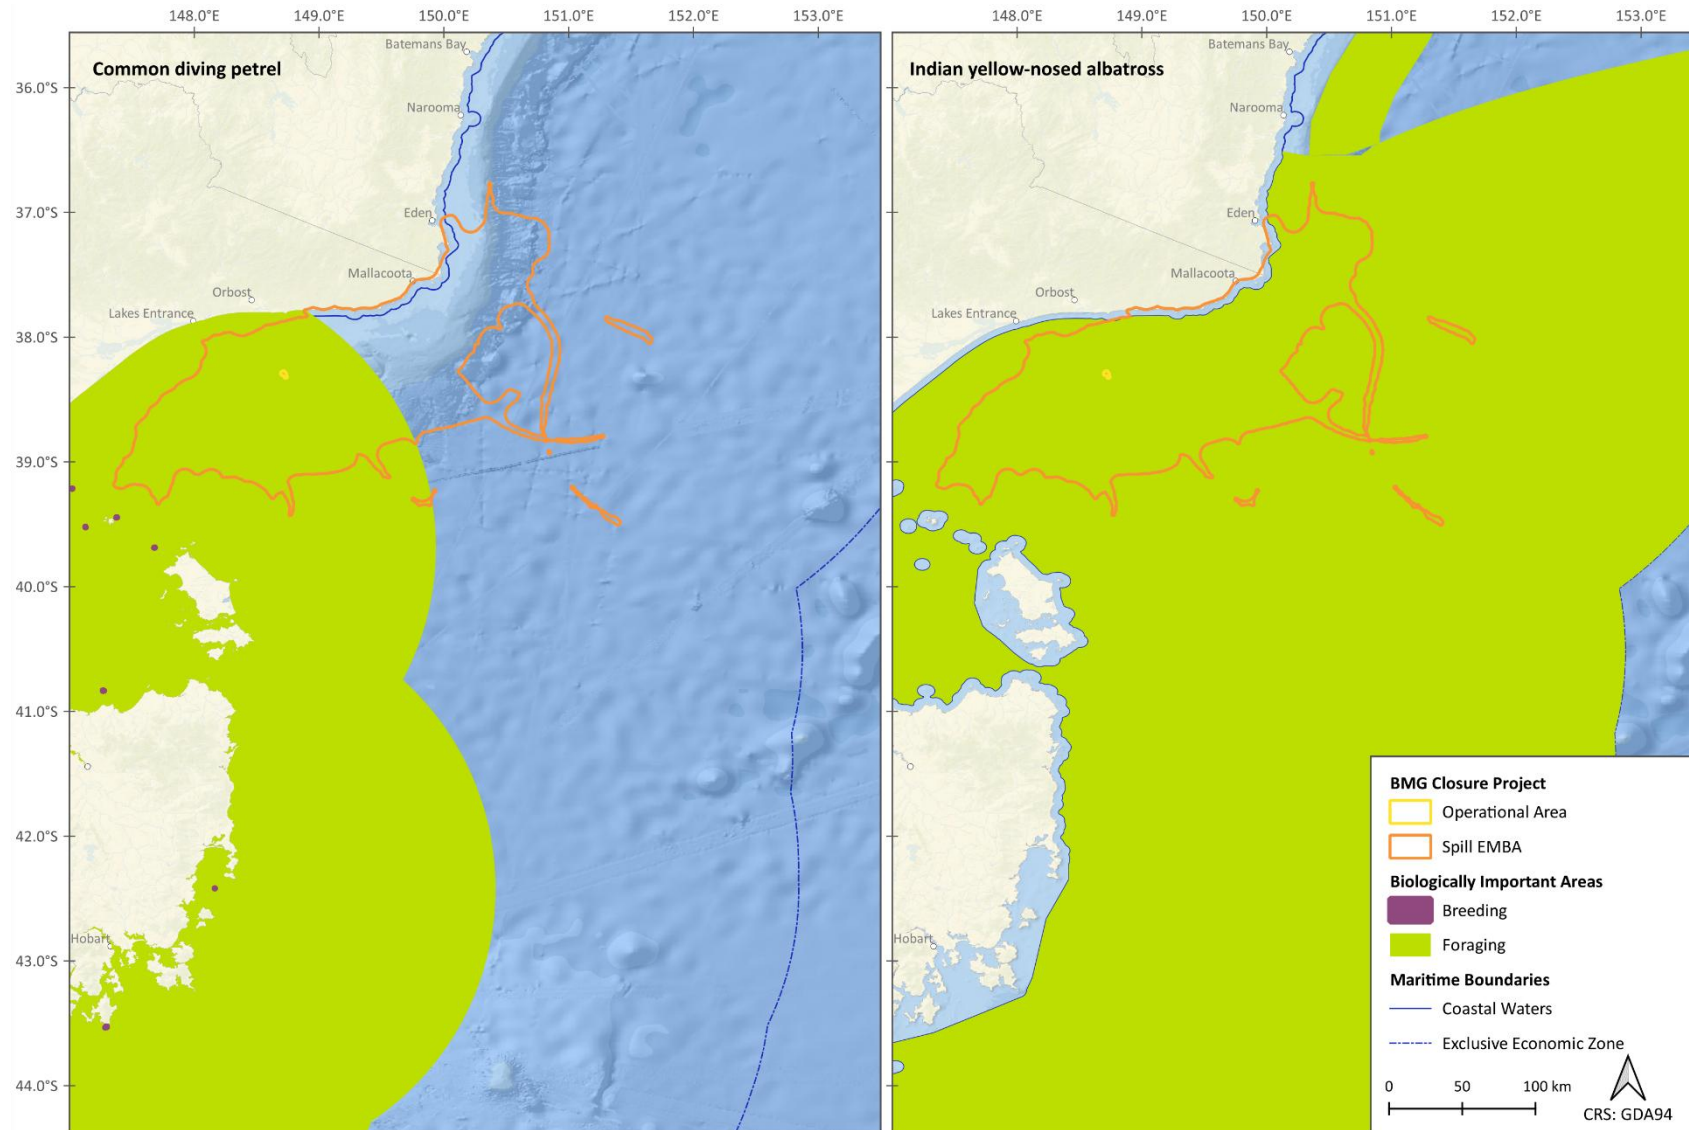 148.0°E 149.0°E 150.0°E 151.0°E 152.0°E 153.0°E 148.0°E 149.0°E 150.0°E 151.0°E 152.0°E 153.0°E
Common diving petrel
Batemans Bay
Narooma
Eden
Mallacoota
Orbost
Lakes Entrance
Hobart
36.0°S
37.0°S
38.0°S
39.0°S
40.0°S
41.0°S
42.0°S
43.0°S
44.0°S
Indian yellow-nosed albatross
Batemans Bay
Narooma
Eden
Mallacoota
Orbost
Lakes Entrance
Hobart
BMG Closure Project
Operational Area
Spill EMBA
Biologically Important Areas
Breeding
Foraging
Maritime Boundaries
Coastal Waters
Exclusive Economic Zone
0 50 100 km
CRS: GDA94